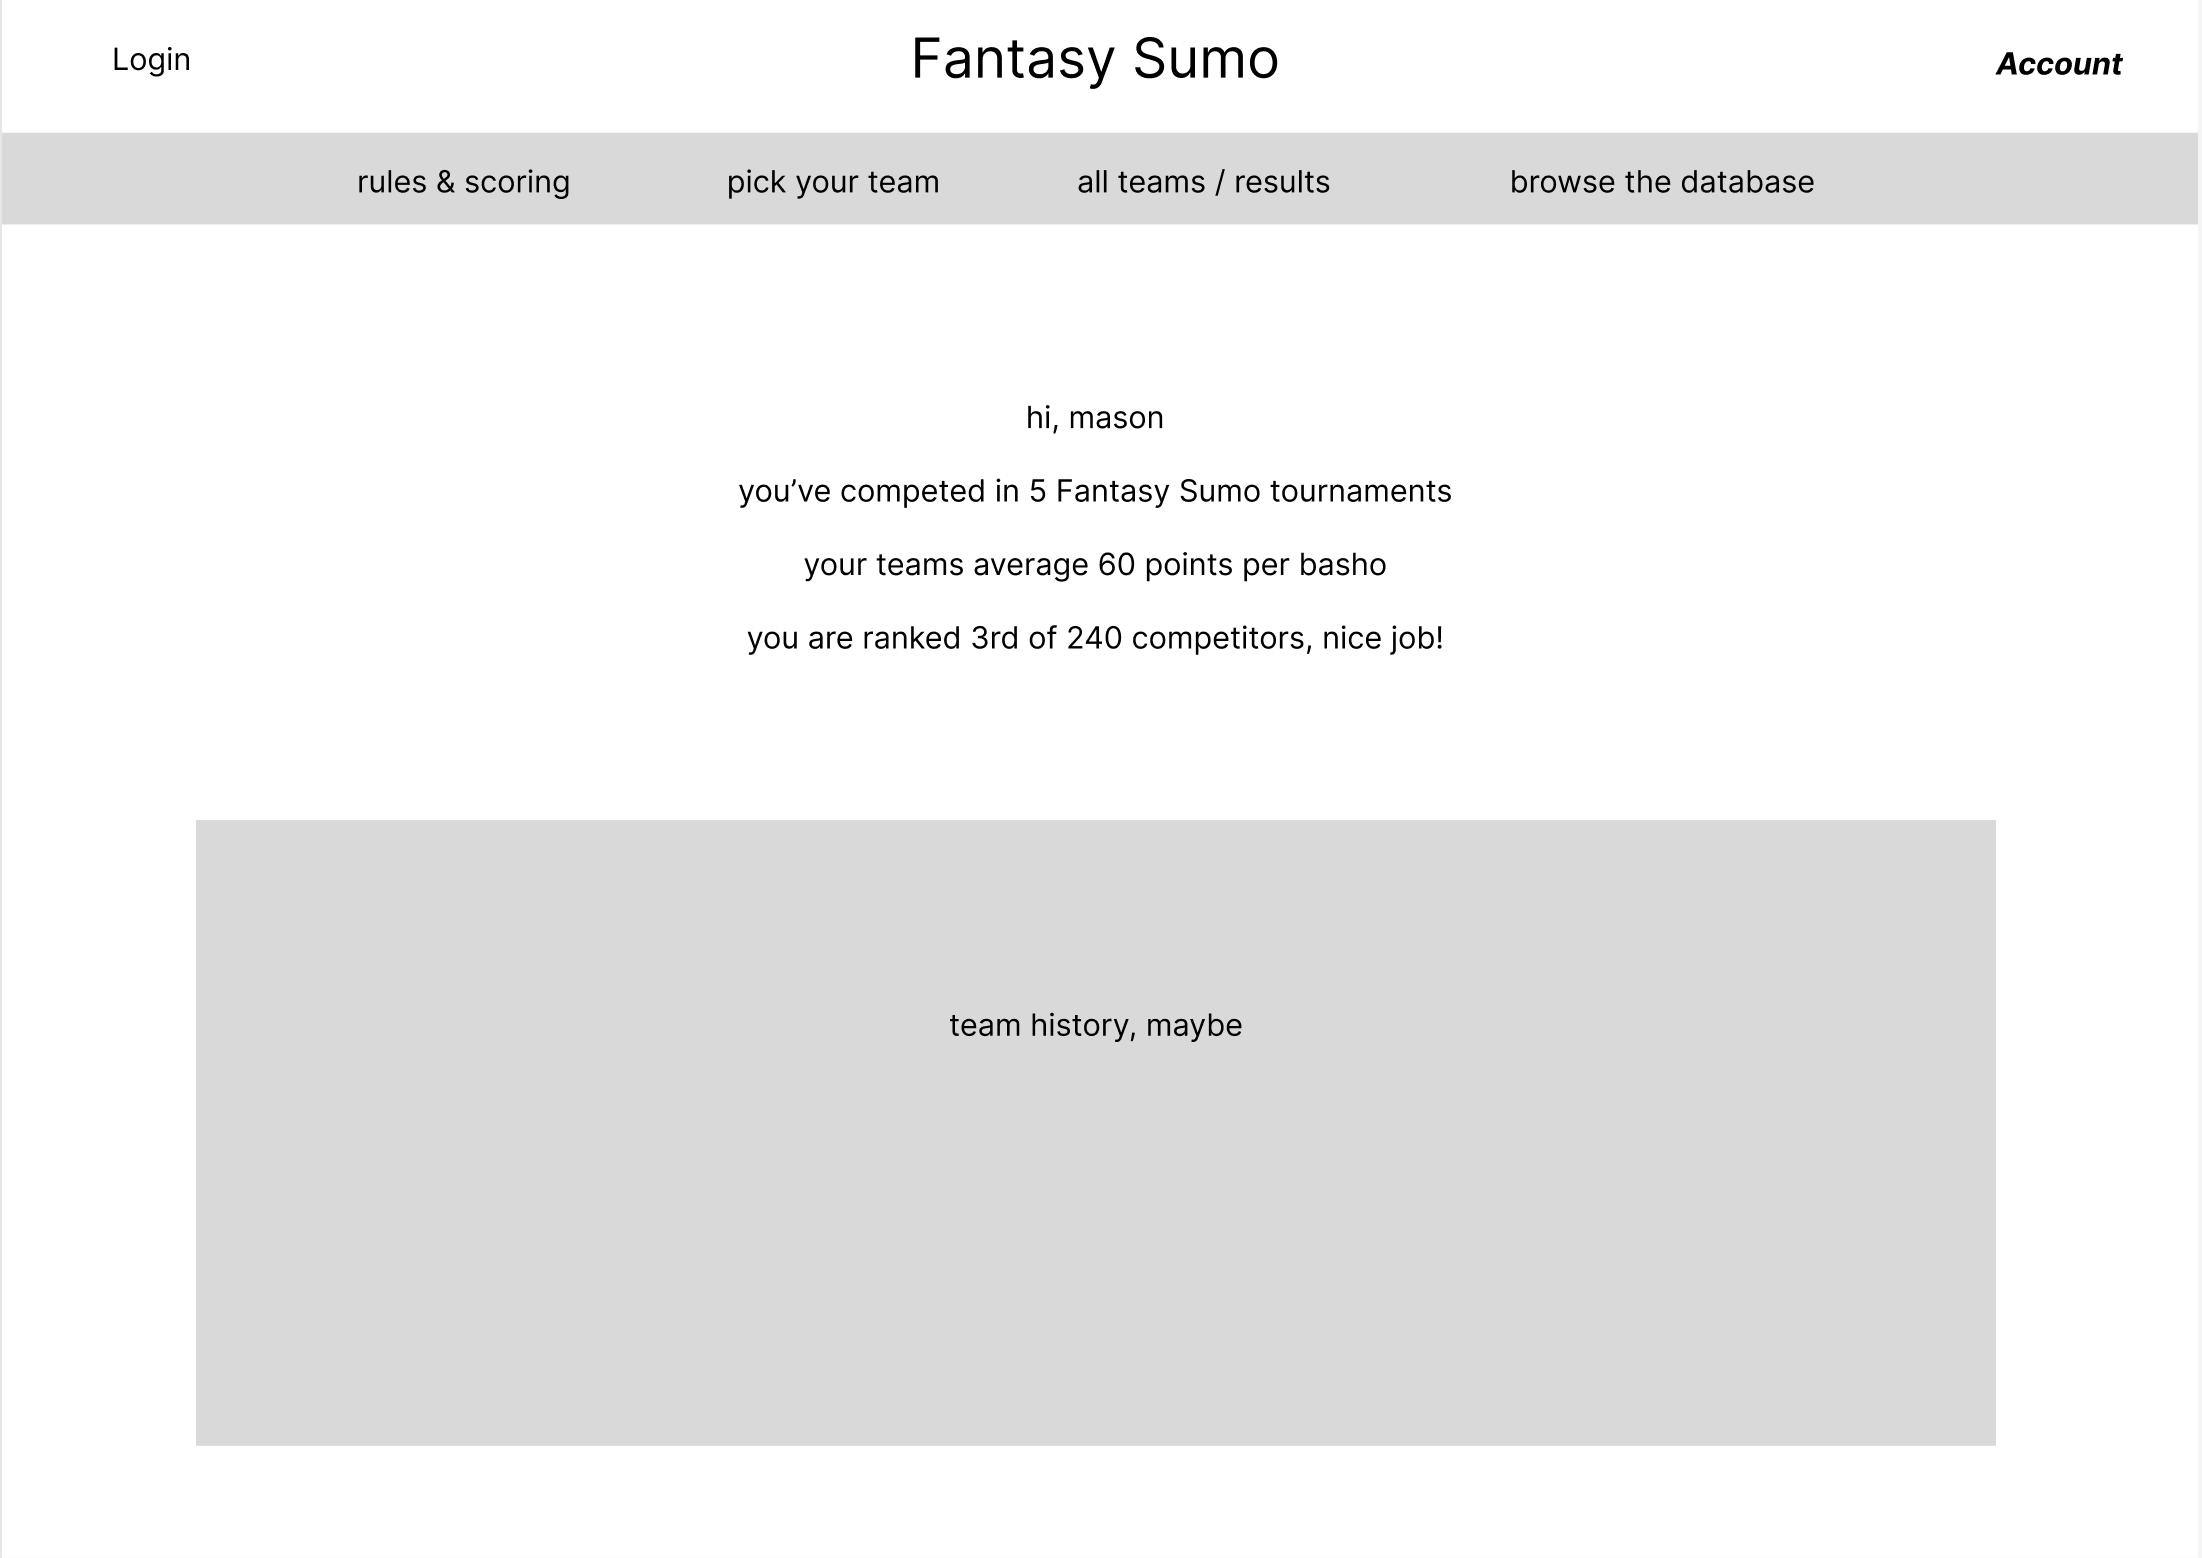 Login
Fantasy Sumo
Account
rules & scoring
pick your team
all teams / results
browse the database
hi, mason
you’ve competed in 5 Fantasy Sumo tournaments
your teams average 60 points per basho
you are ranked 3rd of 240 competitors, nice job!
team history, maybe